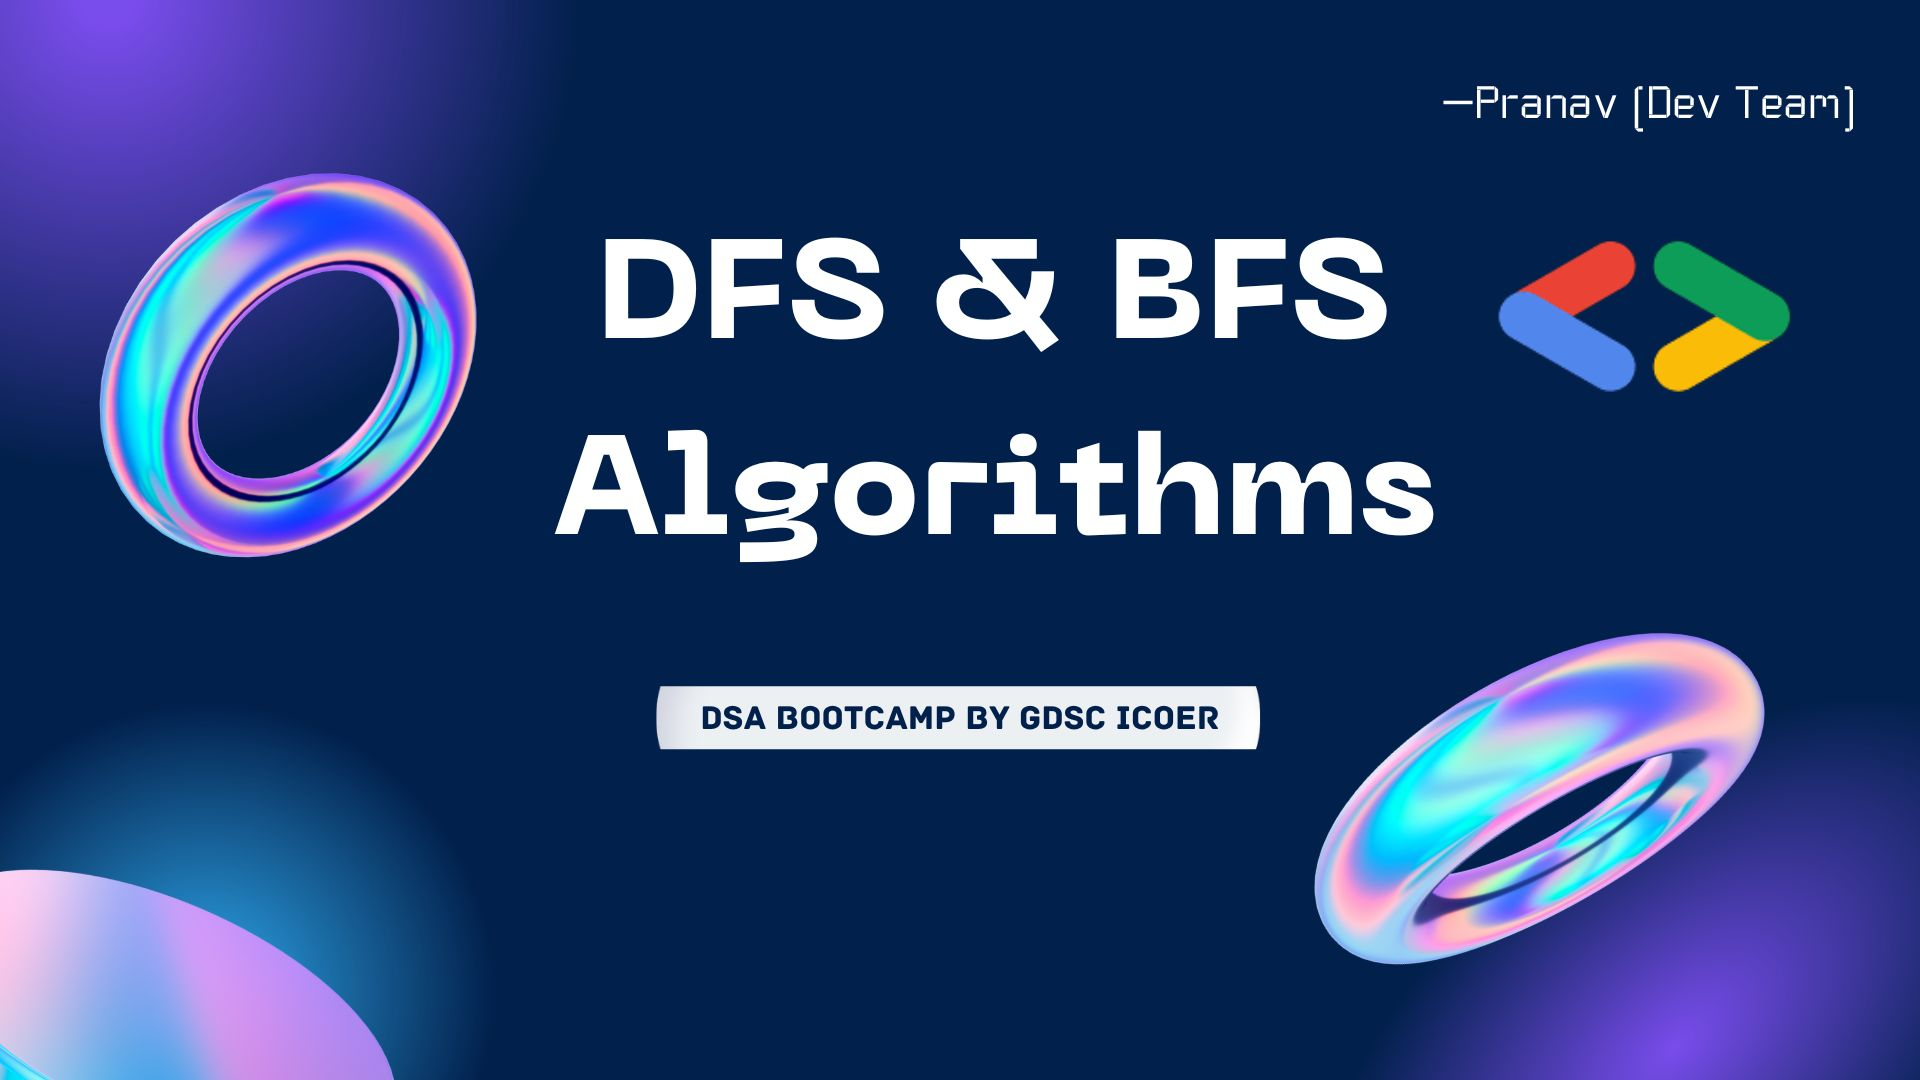 —Pranav [Dev Team]
DFS & BFS
Algorithms
DSA BOOTCAMP BY GDSC ICOER